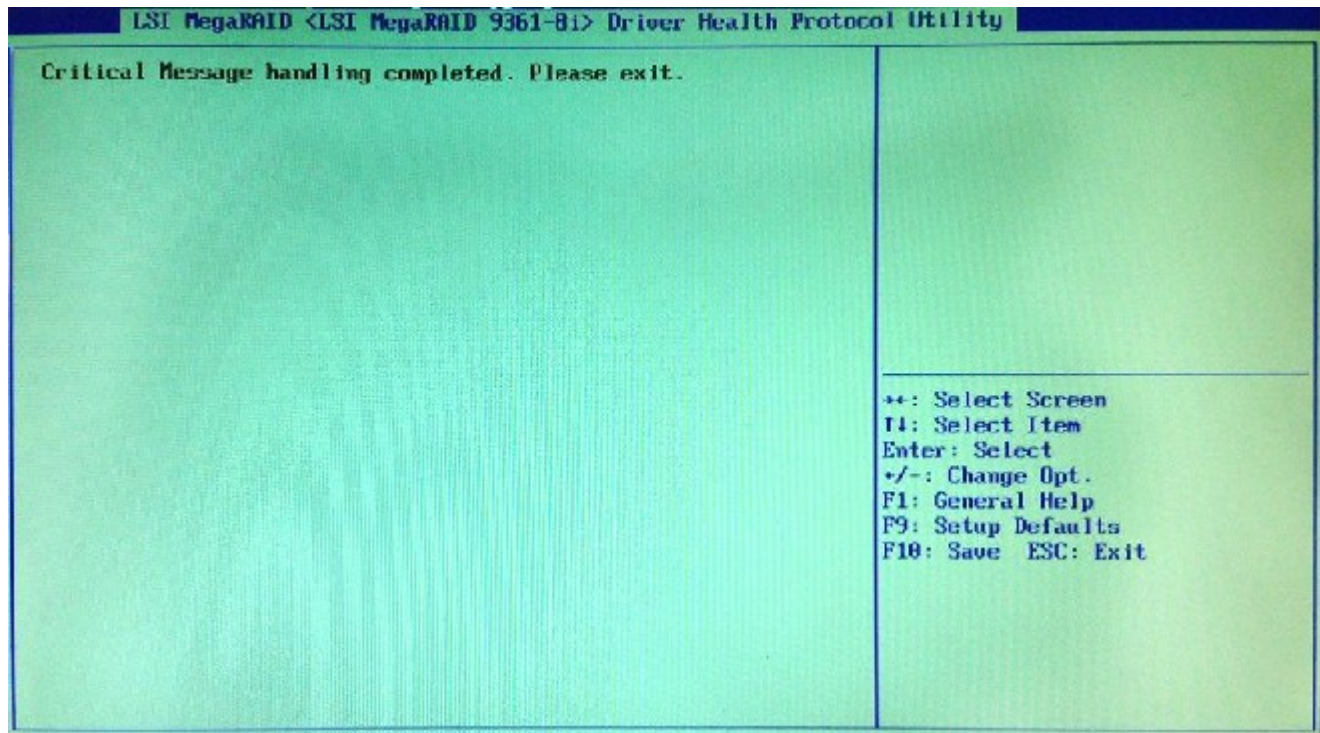 LSI MegaRAID <LSI MegaRAID 9361-8i> Driver Health Protocol Utility
Critical Message handling completed. Please exit.
→←: Select Screen
↑↓: Select Item
Enter: Select
+/-: Change Opt.
F1: General Help
F9: Setup Defaults
F10: Save ESC: Exit